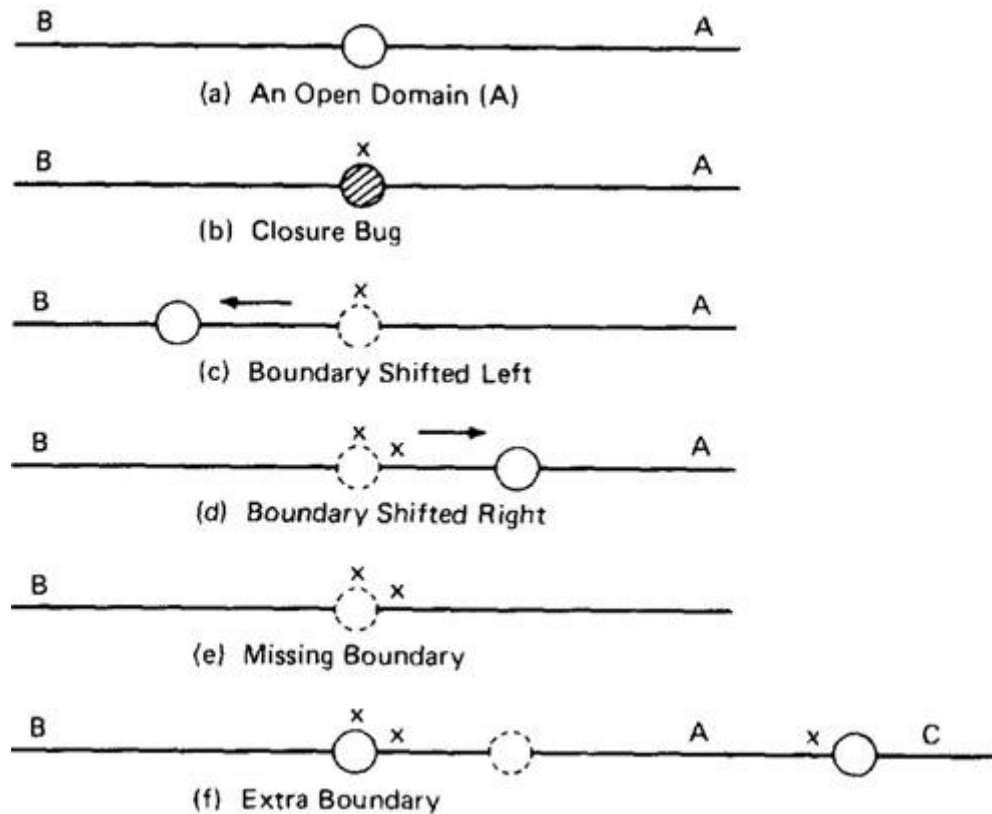 B A
(a) An Open Domain (A)
x
B A
(b) Closure Bug
x
B A
(c) Boundary Shifted Left
x
B x A
(d) Boundary Shifted Right
x
B x
(e) Missing Boundary
x
B x A x C
(f) Extra Boundary